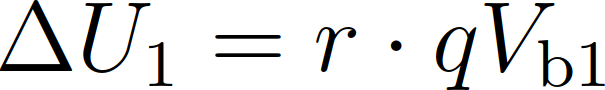 ΔU₁ = r · qV_b1